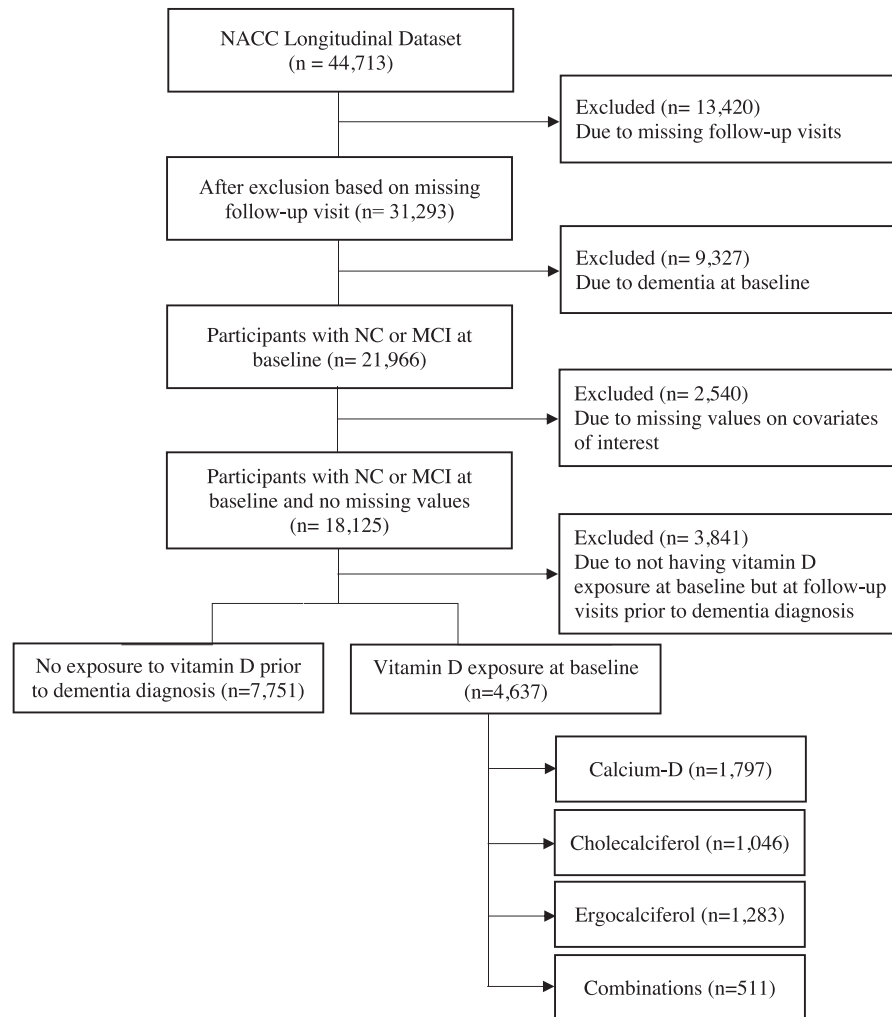 NACC Longitudinal Dataset
(n = 44,713)
Excluded (n= 13,420)
Due to missing follow-up visits
After exclusion based on missing
follow-up visit (n= 31,293)
Excluded (n= 9,327)
Due to dementia at baseline
Participants with NC or MCI at
baseline (n= 21,966)
Excluded (n= 2,540)
Due to missing values on covariates
of interest
Participants with NC or MCI at
baseline and no missing values
(n= 18,125)
Excluded (n= 3,841)
Due to not having vitamin D
exposure at baseline but at follow-up
visits prior to dementia diagnosis
No exposure to vitamin D prior
to dementia diagnosis (n=7,751)
Vitamin D exposure at baseline
(n=4,637)
Calcium-D (n=1,797)
Cholecalciferol (n=1,046)
Ergocalciferol (n=1,283)
Combinations (n=511)